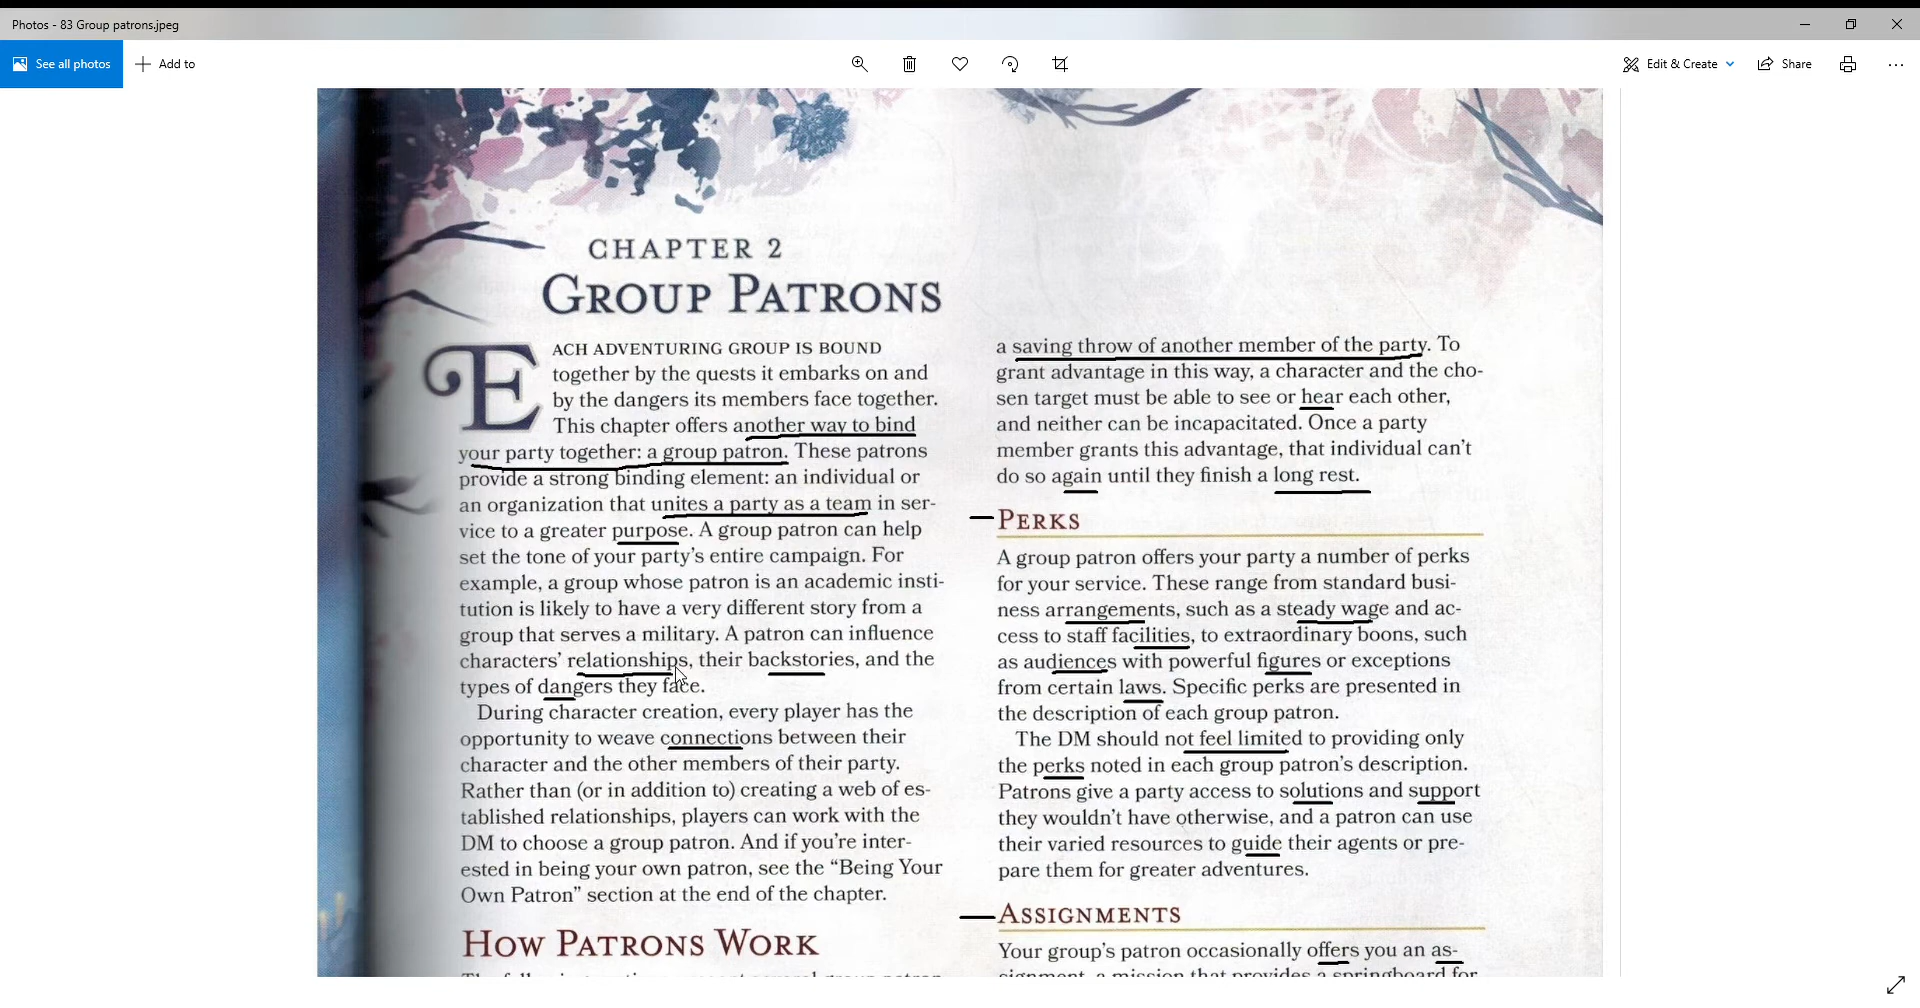 Photos - 83 Group patrons.jpeg
See all photos
Add to
Edit & Create
Share
CHAPTER 2
GROUP PATRONS
EACH ADVENTURING GROUP IS BOUND
together by the quests it embarks on and
by the dangers its members face together.
This chapter offers another way to bind
your party together: a group patron. These patrons
provide a strong binding element: an individual or
an organization that unites a party as a team in ser-
vice to a greater purpose. A group patron can help
set the tone of your party's entire campaign. For
example, a group whose patron is an academic insti-
tution is likely to have a very different story from a
group that serves a military. A patron can influence
characters' relationships, their backstories, and the
types of dangers they face.
During character creation, every player has the
opportunity to weave connections between their
character and the other members of their party.
Rather than (or in addition to) creating a web of es-
tablished relationships, players can work with the
DM to choose a group patron. And if you're inter-
ested in being your own patron, see the “Being Your
Own Patron” section at the end of the chapter.
HOW PATRONS WORK
a saving throw of another member of the party. To
grant advantage in this way, a character and the cho-
sen target must be able to see or hear each other,
and neither can be incapacitated. Once a party
member grants this advantage, that individual can't
do so again until they finish a long rest.
PERKS
A group patron offers your party a number of perks
for your service. These range from standard busi-
ness arrangements, such as a steady wage and ac-
cess to staff facilities, to extraordinary boons, such
as audiences with powerful figures or exceptions
from certain laws. Specific perks are presented in
the description of each group patron.
The DM should not feel limited to providing only
the perks noted in each group patron's description.
Patrons give a party access to solutions and support
they wouldn't have otherwise, and a patron can use
their varied resources to guide their agents or pre-
pare them for greater adventures.
ASSIGNMENTS
Your group's patron occasionally offers you an as-
signment, a mission that provides a springboard for